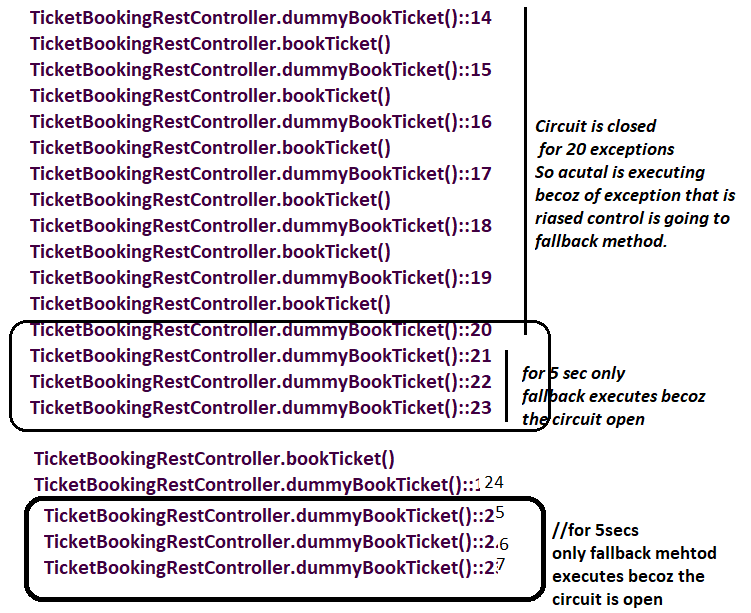 TicketBookingRestController.dummyBookTicket()::14
TicketBookingRestController.bookTicket()
TicketBookingRestController.dummyBookTicket()::15
TicketBookingRestController.bookTicket()
TicketBookingRestController.dummyBookTicket()::16
TicketBookingRestController.bookTicket()
TicketBookingRestController.dummyBookTicket()::17
TicketBookingRestController.bookTicket()
TicketBookingRestController.dummyBookTicket()::18
TicketBookingRestController.bookTicket()
TicketBookingRestController.dummyBookTicket()::19
TicketBookingRestController.bookTicket()
TicketBookingRestController.dummyBookTicket()::20
Circuit is closed
for 20 exceptions
So acutal is executing
becoz of exception that is
riased control is going to
fallback method.
TicketBookingRestController.dummyBookTicket()::21
TicketBookingRestController.dummyBookTicket()::22
TicketBookingRestController.dummyBookTicket()::23
for 5 sec only
fallback executes becoz
the circuit open
TicketBookingRestController.bookTicket()
TicketBookingRestController.dummyBookTicket()::24
TicketBookingRestController.dummyBookTicket()::25
TicketBookingRestController.dummyBookTicket()::26
TicketBookingRestController.dummyBookTicket()::27
//for 5secs
only fallback mehtod
executes becoz the
circuit is open